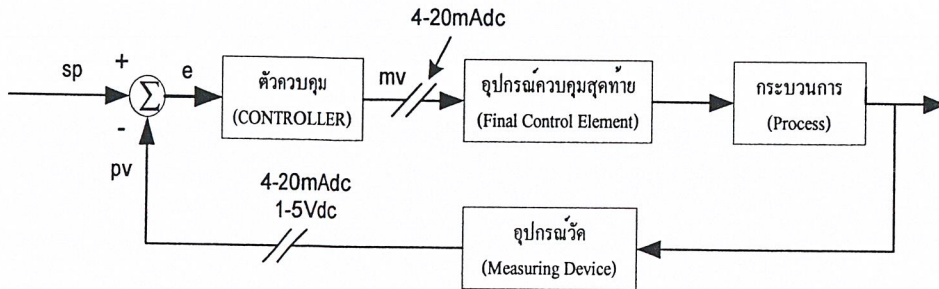 4-20mAdc
sp
+
Σ
-
e
ตัวควบคุม
(CONTROLLER)
mv
อุปกรณ์ควบคุมสุดท้าย
(Final Control Element)
กระบวนการ
(Process)
pv
4-20mAdc
1-5Vdc
อุปกรณ์วัด
(Measuring Device)